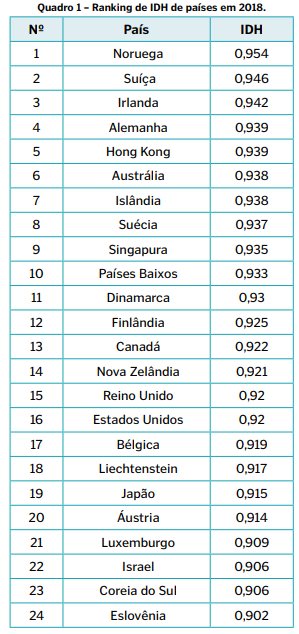 Quadro 1 – Ranking de IDH de países em 2018.
Nº País IDH
1 Noruega 0,954
2 Suíça 0,946
3 Irlanda 0,942
4 Alemanha 0,939
5 Hong Kong 0,939
6 Austrália 0,938
7 Islândia 0,938
8 Suécia 0,937
9 Singapura 0,935
10 Países Baixos 0,933
11 Dinamarca 0,93
12 Finlândia 0,925
13 Canadá 0,922
14 Nova Zelândia 0,921
15 Reino Unido 0,92
16 Estados Unidos 0,92
17 Bélgica 0,919
18 Liechtenstein 0,917
19 Japão 0,915
20 Áustria 0,914
21 Luxemburgo 0,909
22 Israel 0,906
23 Coreia do Sul 0,906
24 Eslovênia 0,902